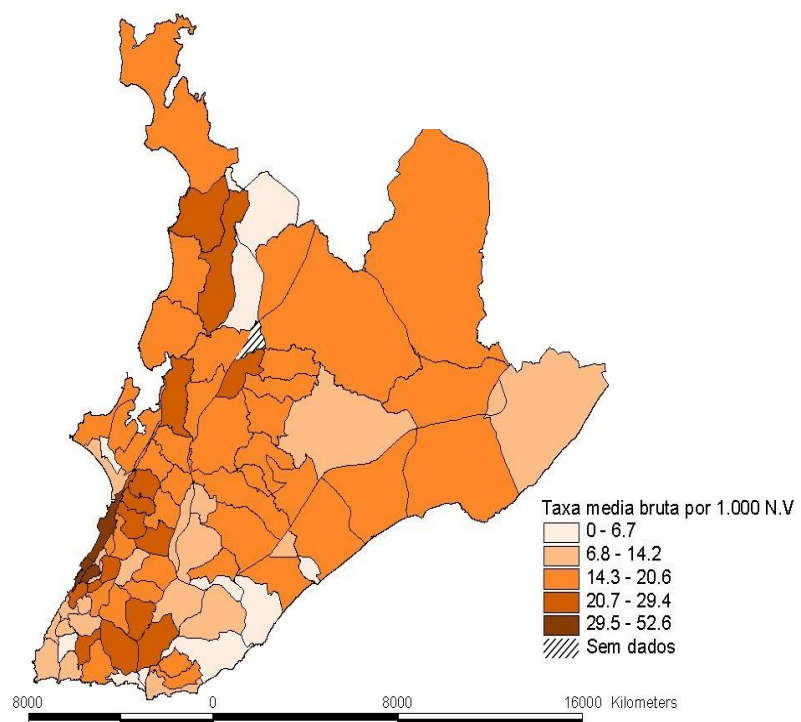 Taxa media bruta por 1.000 N.V
0 - 6.7
6.8 - 14.2
14.3 - 20.6
20.7 - 29.4
29.5 - 52.6
Sem dados
8000 0 8000 16000 Kilometers